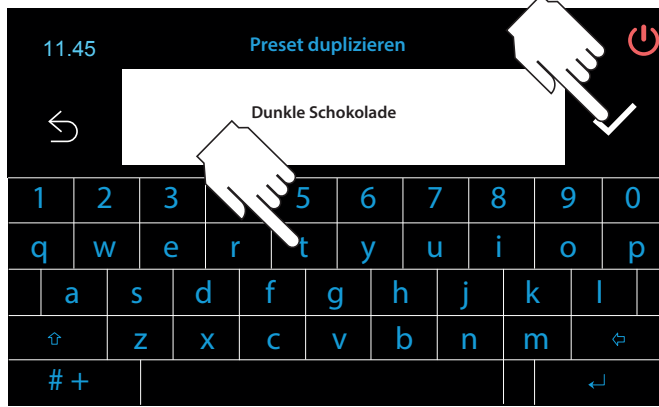 11.45 Preset duplizieren
Dunkle Schokolade
1 2 3 5 6 7 8 9 0
q w e r t y u i o p
a s d f g h j k l
z x c v b n m
# +